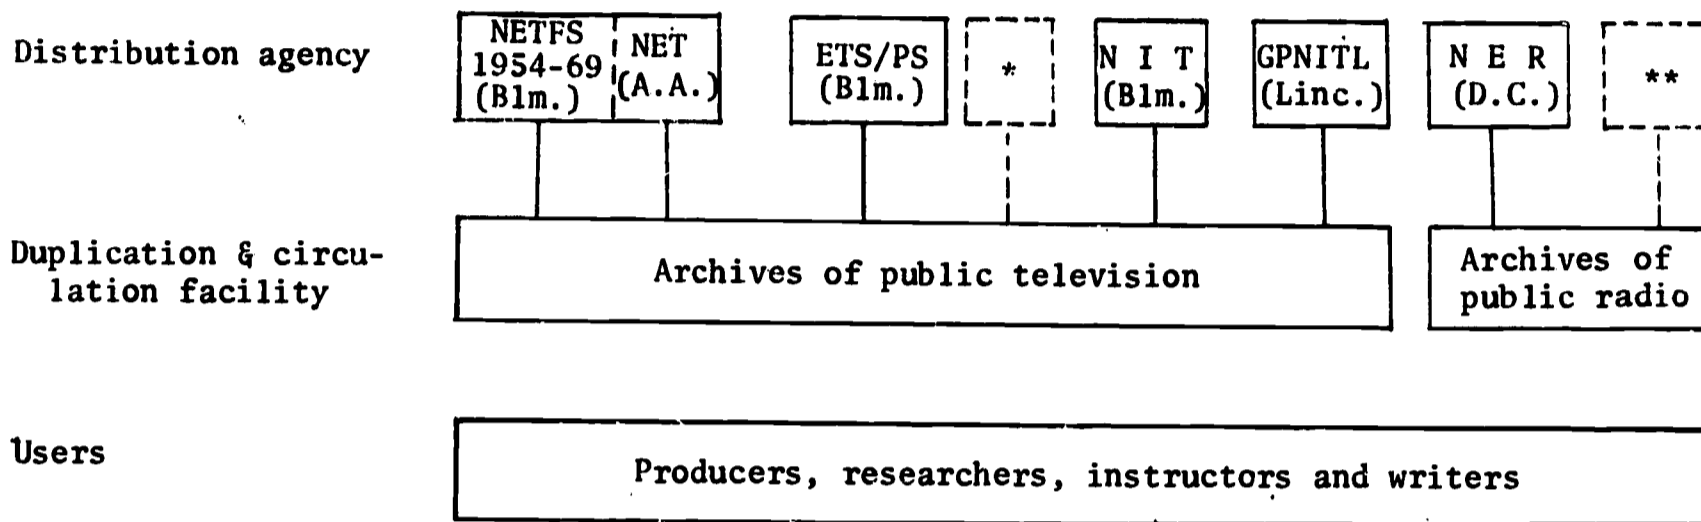 Distribution agency
NETFS
1954-69
(Blm.)
NET
(A.A.)
ETS/PS
(Blm.)
*
N I T
(Blm.)
GPNITL
(Linc.)
N E R
(D.C.)
**
Duplication & circu-
lation facility
Archives of public television
Archives of
public radio
Users
Producers, researchers, instructors and writers